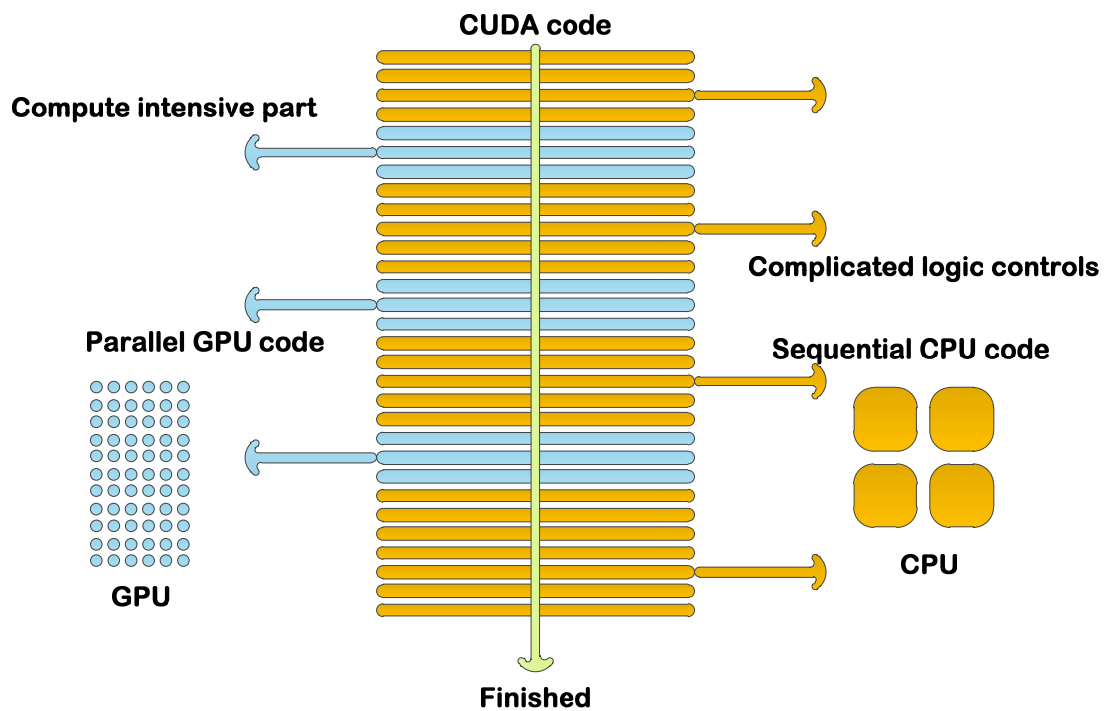 CUDA code
Compute intensive part
Complicated logic controls
Parallel GPU code
Sequential CPU code
CPU
GPU
Finished